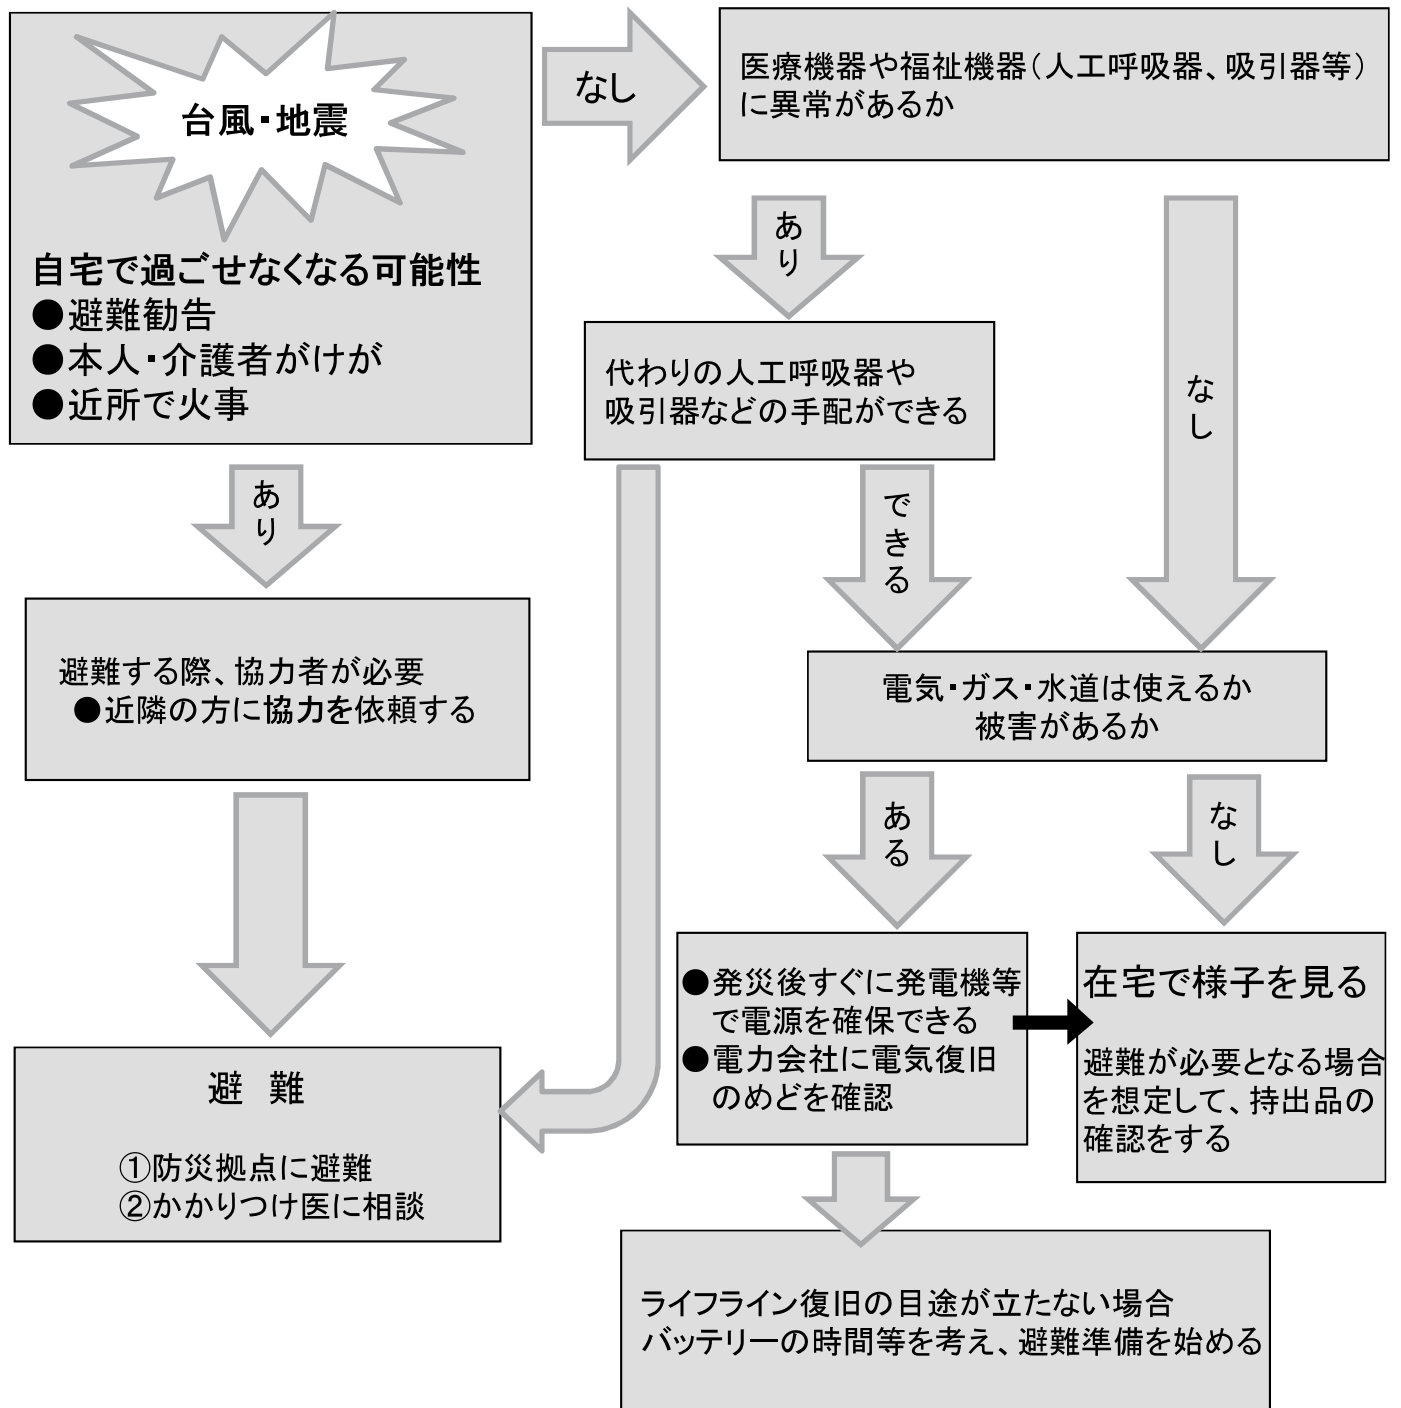 台風・地震
自宅で過ごせなくなる可能性
●避難勧告
●本人・介護者がけが
●近所で火事
なし
医療機器や福祉機器（人工呼吸器、吸引器等）
に異常があるか
あり
なし
代わりの人工呼吸器や
吸引器などの手配ができる
あり
できる
避難する際、協力者が必要
●近隣の方に協力を依頼する
電気・ガス・水道は使えるか
被害があるか
ある
なし
●発災後すぐに発電機等
で電源を確保できる
●電力会社に電気復旧
のめどを確認
在宅で様子を見る
避難が必要となる場合
を想定して、持出品の
確認をする
避　難
①防災拠点に避難
②かかりつけ医に相談
ライフライン復旧の目途が立たない場合
バッテリーの時間等を考え、避難準備を始める